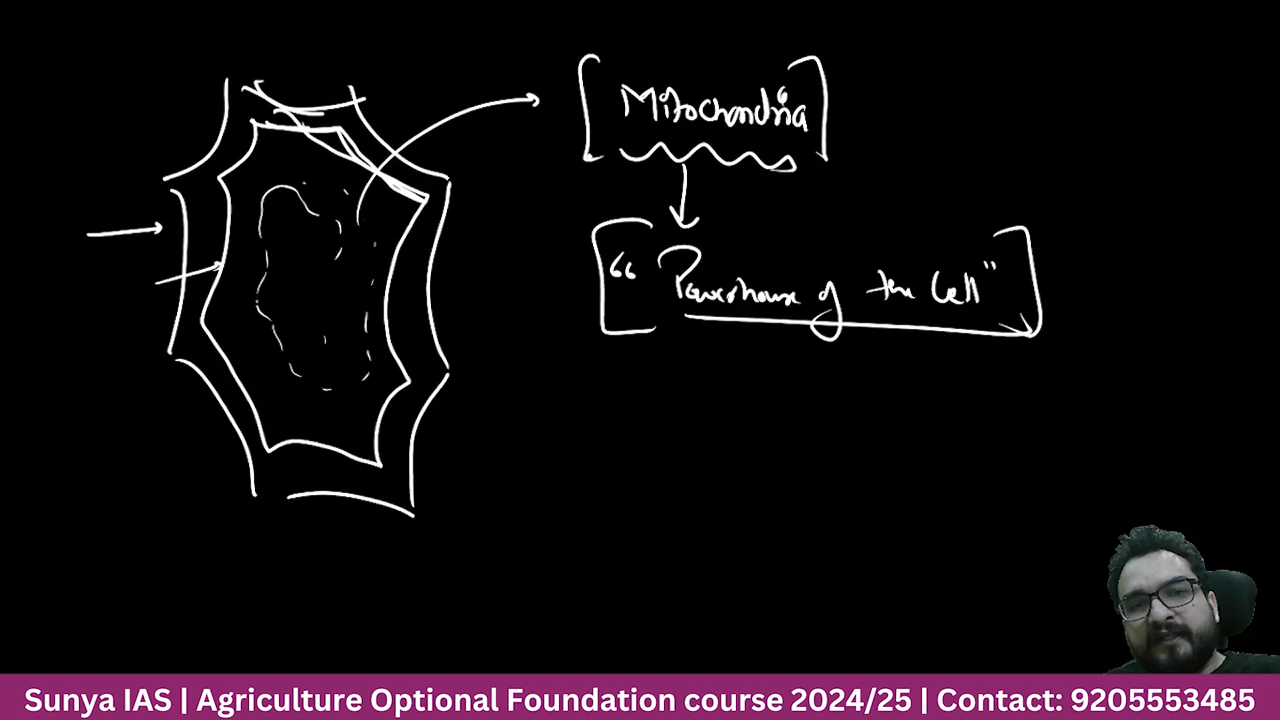 [Mitochondria]
[“Powerhouse of the Cell”]
Sunya IAS | Agriculture Optional Foundation course 2024/25 | Contact: 9205553485